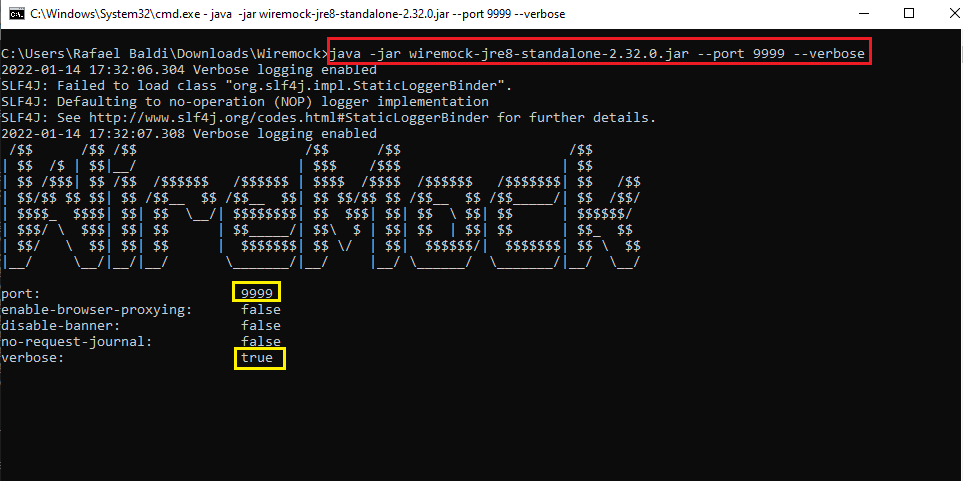 C:\Windows\System32\cmd.exe - java  -jar wiremock-jre8-standalone-2.32.0.jar --port 9999 --verbose
C:\Users\Rafael Baldi\Downloads\Wiremock>java -jar wiremock-jre8-standalone-2.32.0.jar --port 9999 --verbose
2022-01-14 17:32:06.304 Verbose logging enabled
SLF4J: Failed to load class "org.slf4j.impl.StaticLoggerBinder".
SLF4J: Defaulting to no-operation (NOP) logger implementation
SLF4J: See http://www.slf4j.org/codes.html#StaticLoggerBinder for further details.
2022-01-14 17:32:07.308 Verbose logging enabled
 /$$      /$$ /$$                     /$$      /$$                     /$$
| $$  /$ | $$|__/                    | $$$    /$$$                    | $$
| $$ /$$$| $$ /$$  /$$$$$$   /$$$$$$ | $$$$  /$$$$  /$$$$$$   /$$$$$$$| $$   /$$
| $$/$$ $$ $$| $$ /$$__  $$ /$$__  $$| $$ $$/$$ $$ /$$__  $$ /$$_____/| $$  /$$/
| $$$$_  $$$$| $$| $$  \__/| $$$$$$$$| $$  $$$| $$| $$  \ $$| $$      | $$$$$$/
| $$$/ \  $$$| $$| $$      | $$_____/| $$\  $ | $$| $$  | $$| $$      | $$_  $$
| $$/   \  $$| $$| $$      |  $$$$$$$| $$ \/  | $$|  $$$$$$/|  $$$$$$$| $$ \  $$
|__/     \__/|__/|__/       \_______/|__/     |__/ \______/  \_______/|__/  \__/
port:                         9999
enable-browser-proxying:      false
disable-banner:               false
no-request-journal:           false
verbose:                      true